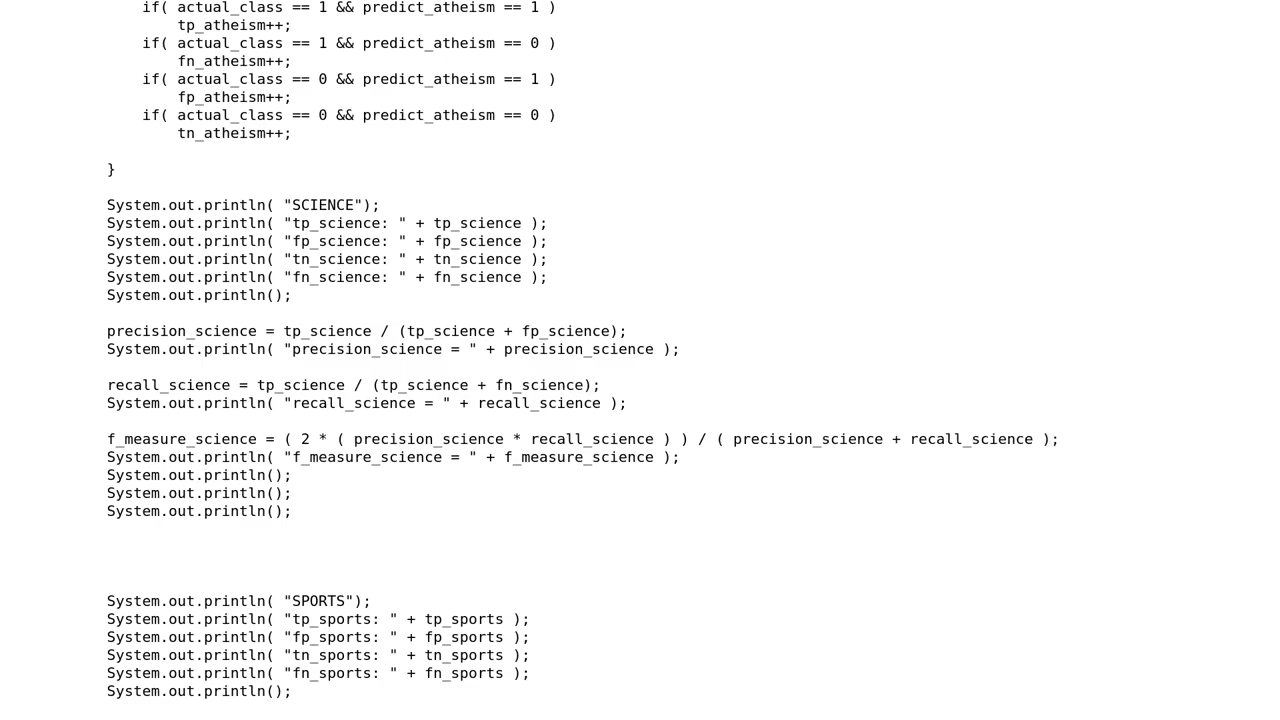 if( actual_class == 1 && predict_atheism == 1 )
tp_atheism++;
if( actual_class == 1 && predict_atheism == 0 )
fn_atheism++;
if( actual_class == 0 && predict_atheism == 1 )
fp_atheism++;
if( actual_class == 0 && predict_atheism == 0 )
tn_atheism++;
}
System.out.println( "SCIENCE");
System.out.println( "tp_science: " + tp_science );
System.out.println( "fp_science: " + fp_science );
System.out.println( "tn_science: " + tn_science );
System.out.println( "fn_science: " + fn_science );
System.out.println();
precision_science = tp_science / (tp_science + fp_science);
System.out.println( "precision_science = " + precision_science );
recall_science = tp_science / (tp_science + fn_science);
System.out.println( "recall_science = " + recall_science );
f_measure_science = ( 2 * ( precision_science * recall_science ) ) / ( precision_science + recall_science );
System.out.println( "f_measure_science = " + f_measure_science );
System.out.println();
System.out.println();
System.out.println();
System.out.println( "SPORTS");
System.out.println( "tp_sports: " + tp_sports );
System.out.println( "fp_sports: " + fp_sports );
System.out.println( "tn_sports: " + tn_sports );
System.out.println( "fn_sports: " + fn_sports );
System.out.println();